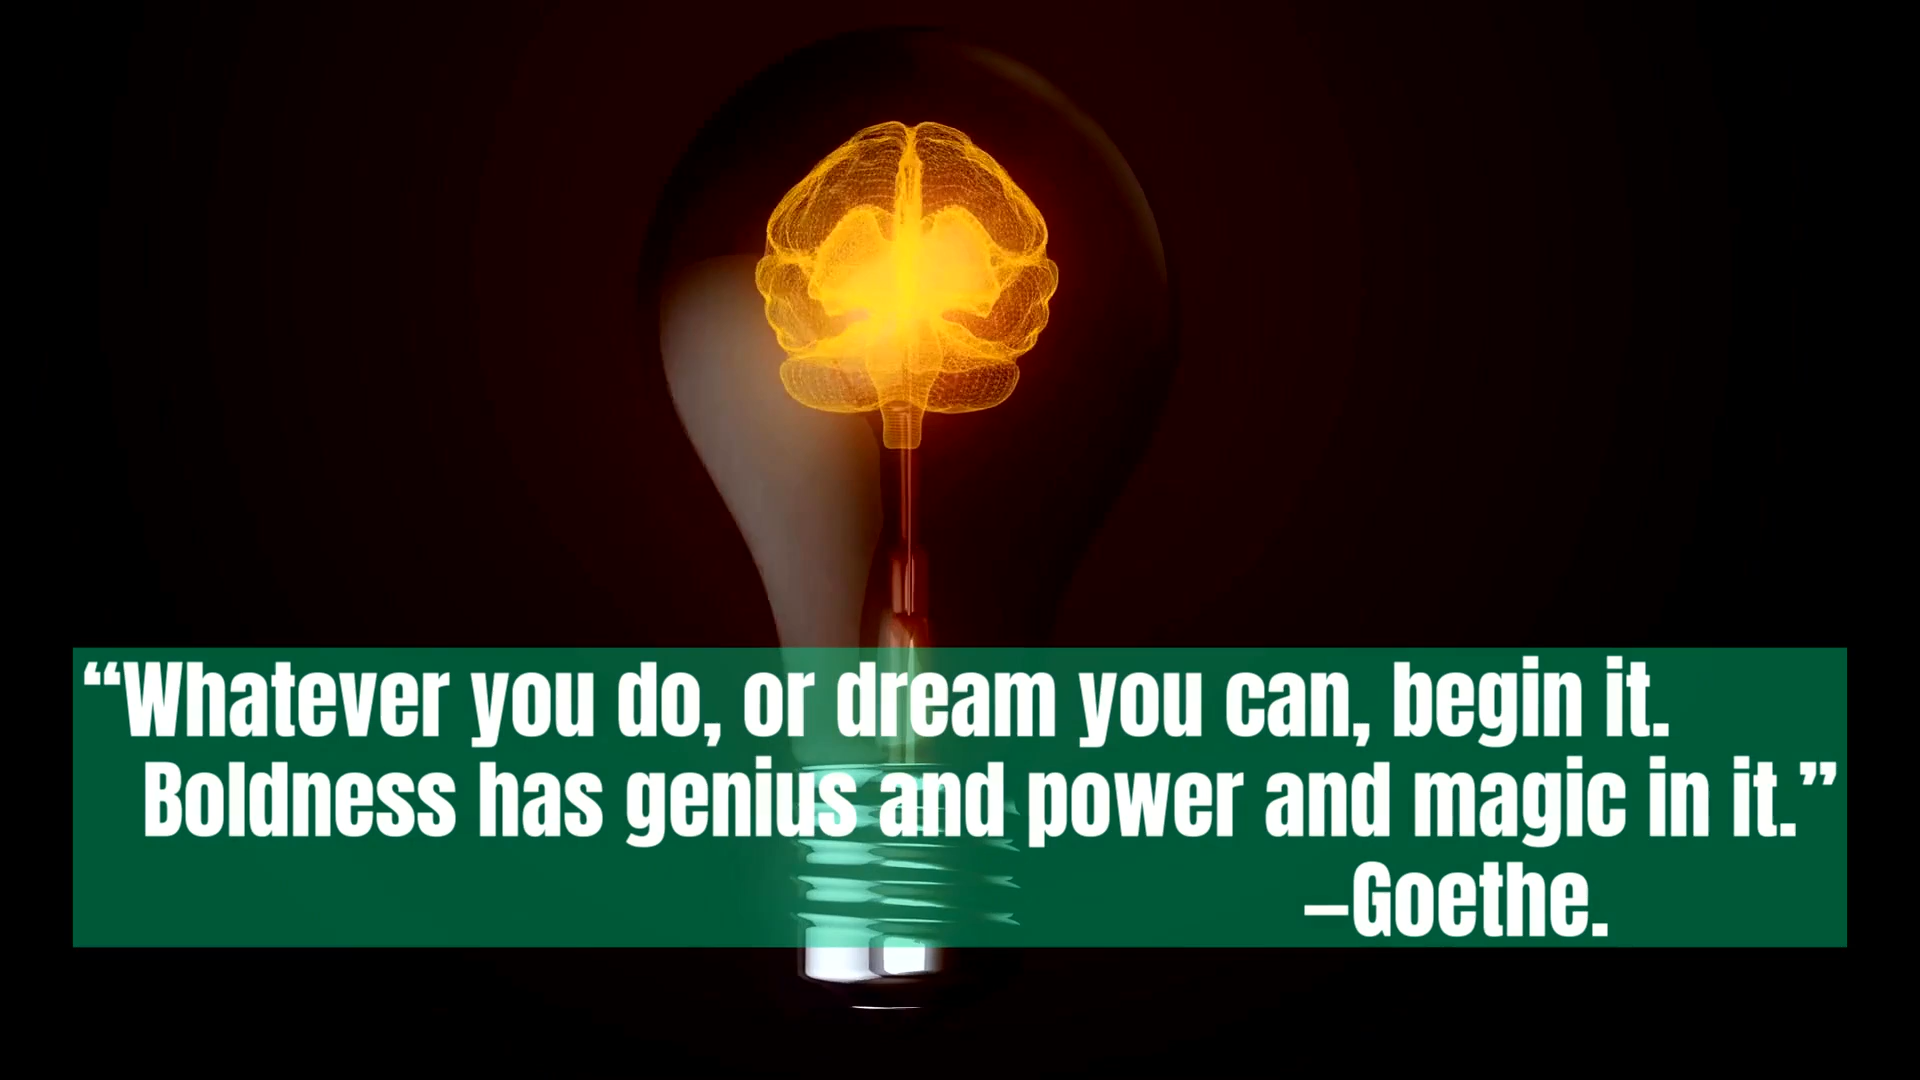 “Whatever you do, or dream you can, begin it.
Boldness has genius and power and magic in it.”
–Goethe.